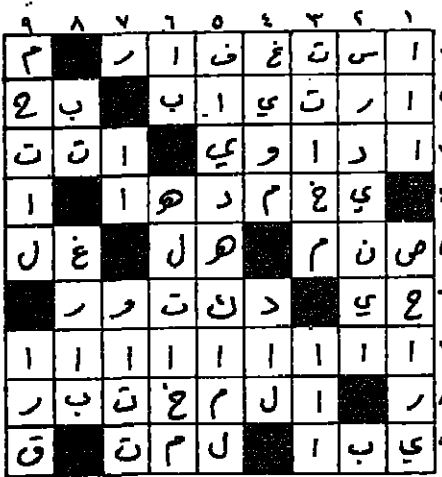 ١ ٢ ٣ ٤ ٥ ٦ ٧ ٨ ٩
ا س ت غ ف ا ر م
ا ر ت ي ا ب ب ح
ا د ا و ي ا ت ت
ي خ م د ه ا ا
ص ن م ه ل غ ل
ح ي د ك ت و ر
ا ا ا ا ا ا ا ا ا
ر ا ل م خ ت ب ر
ي ب ا ل م ت ق